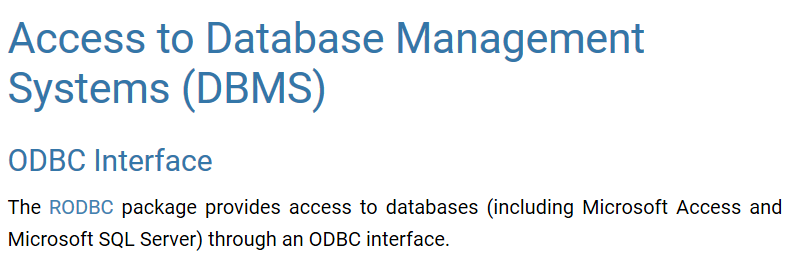 Access to Database Management
Systems (DBMS)
ODBC Interface
The RODBC package provides access to databases (including Microsoft Access and
Microsoft SQL Server) through an ODBC interface.